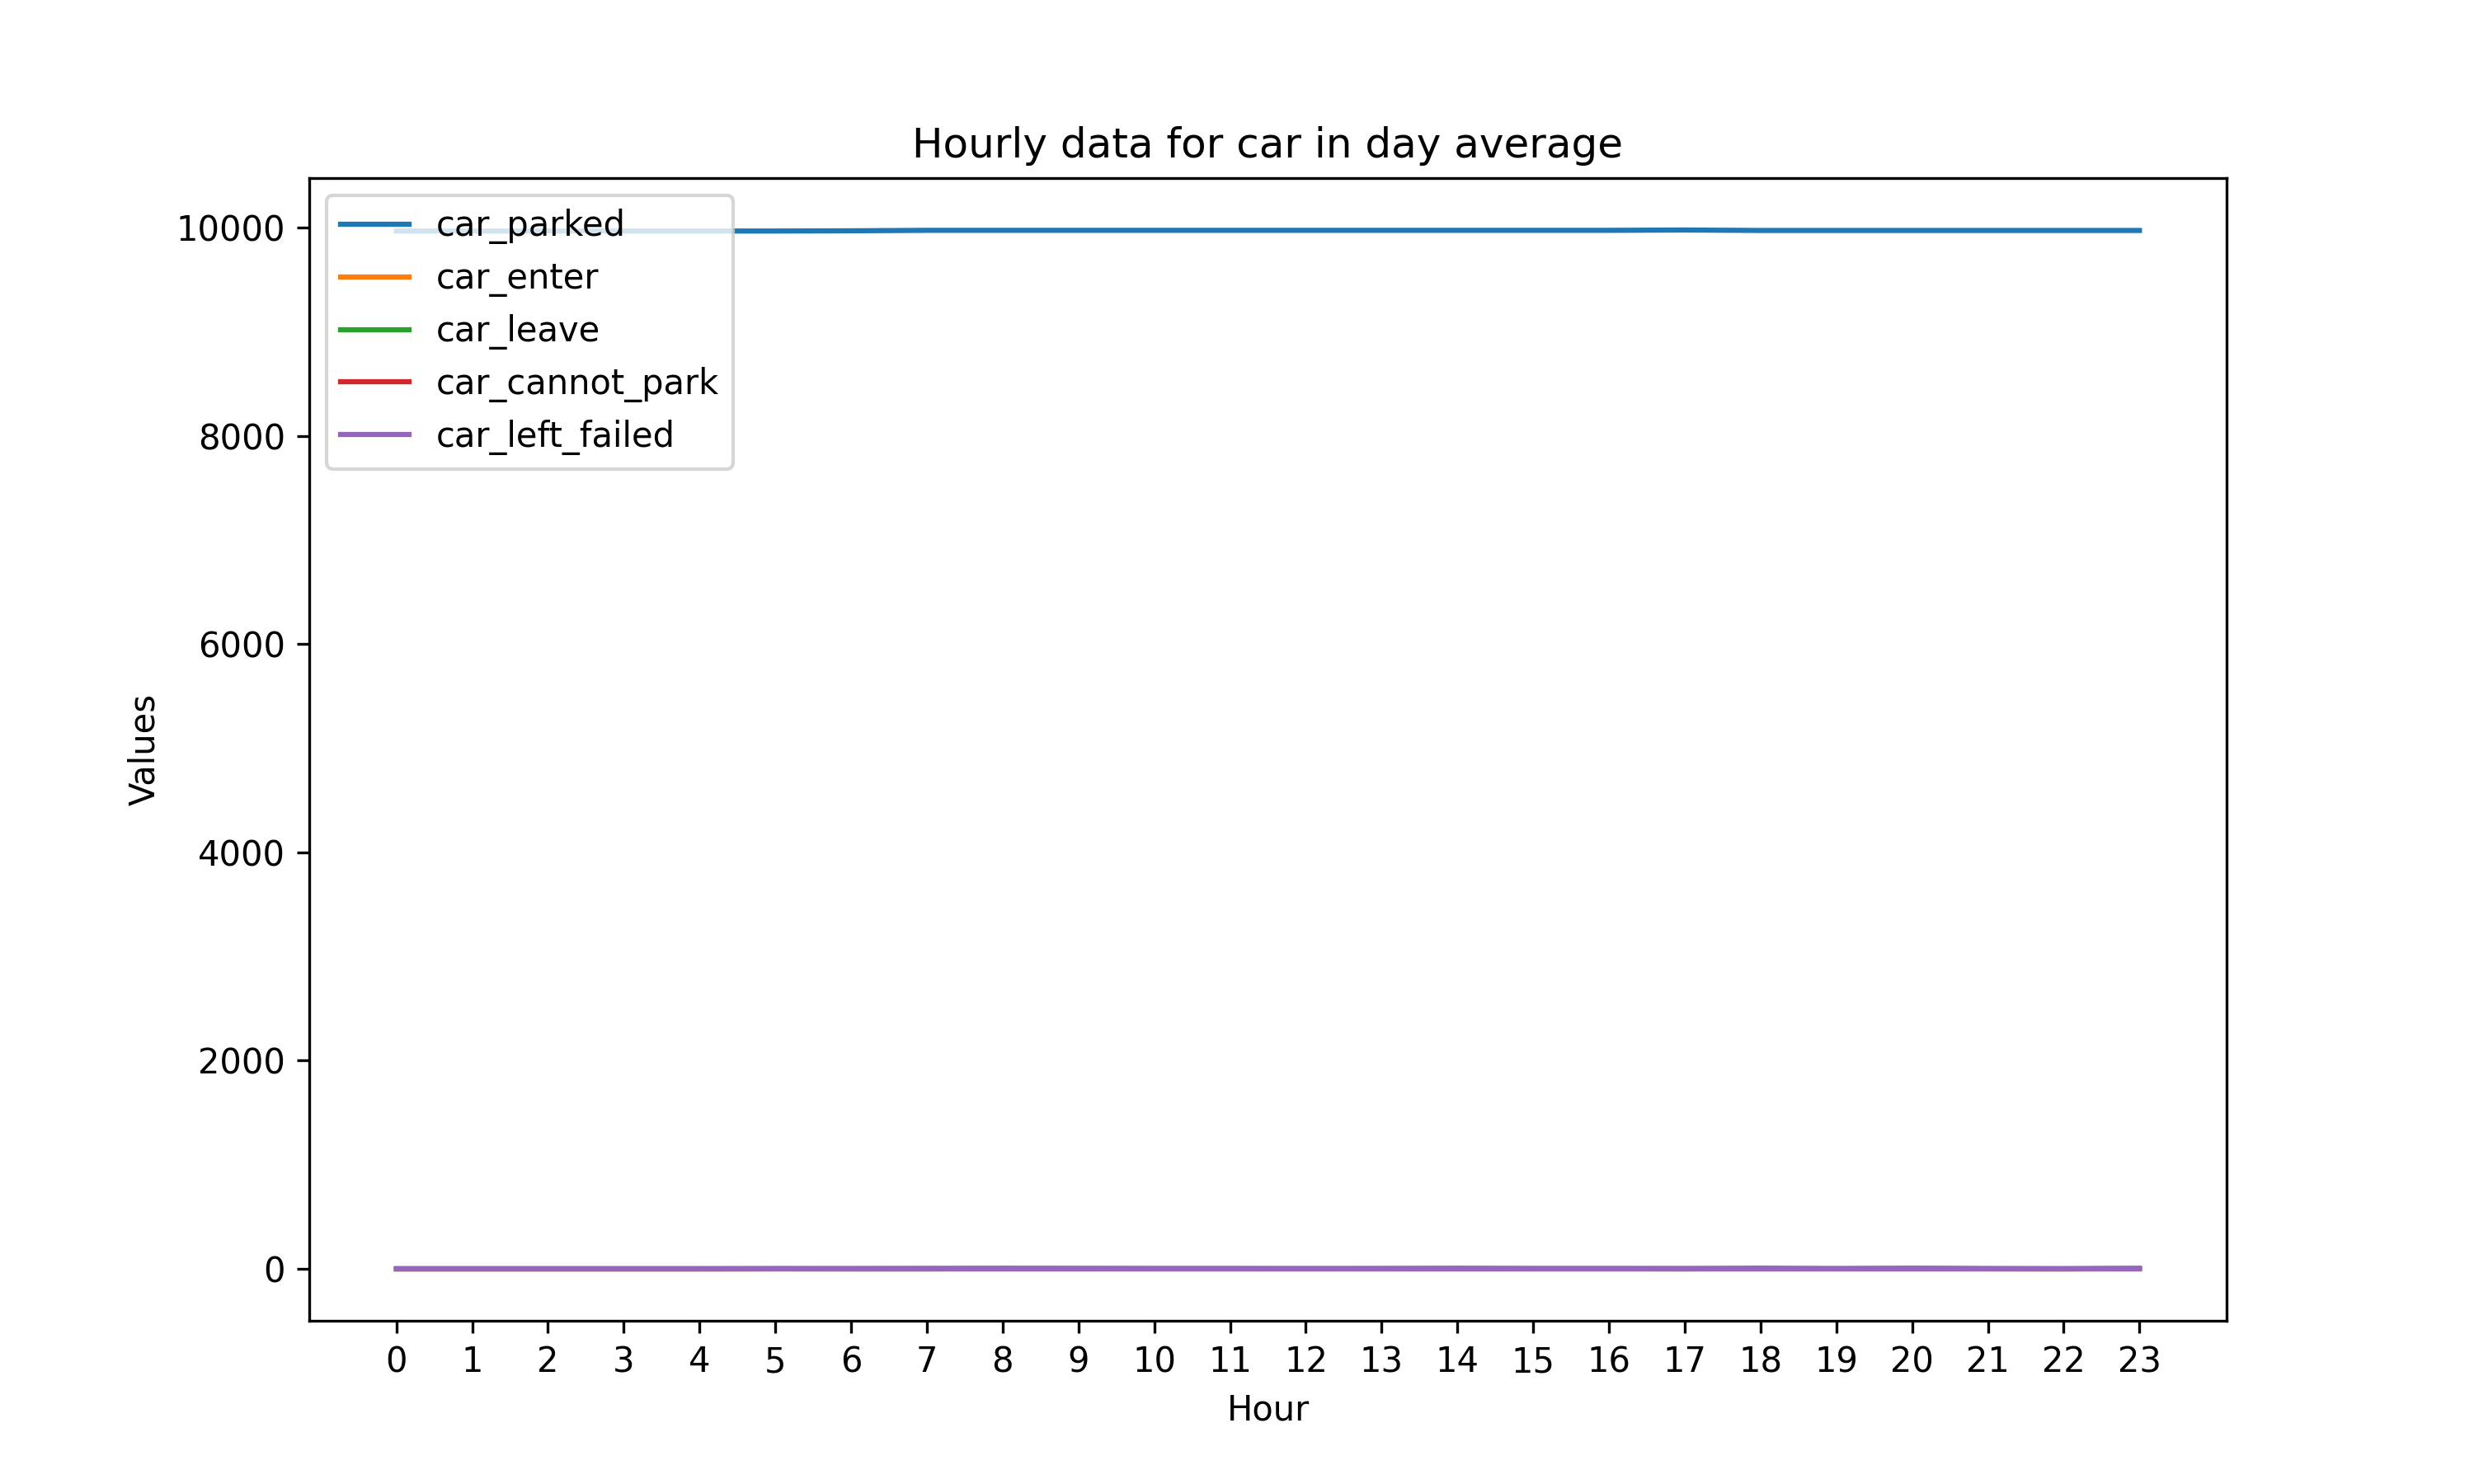 Hourly data for car in day average
car_parked
car_enter
car_leave
car_cannot_park
car_left_failed
10000
8000
6000
4000
2000
0
Values
0 1 2 3 4 5 6 7 8 9 10 11 12 13 14 15 16 17 18 19 20 21 22 23
Hour